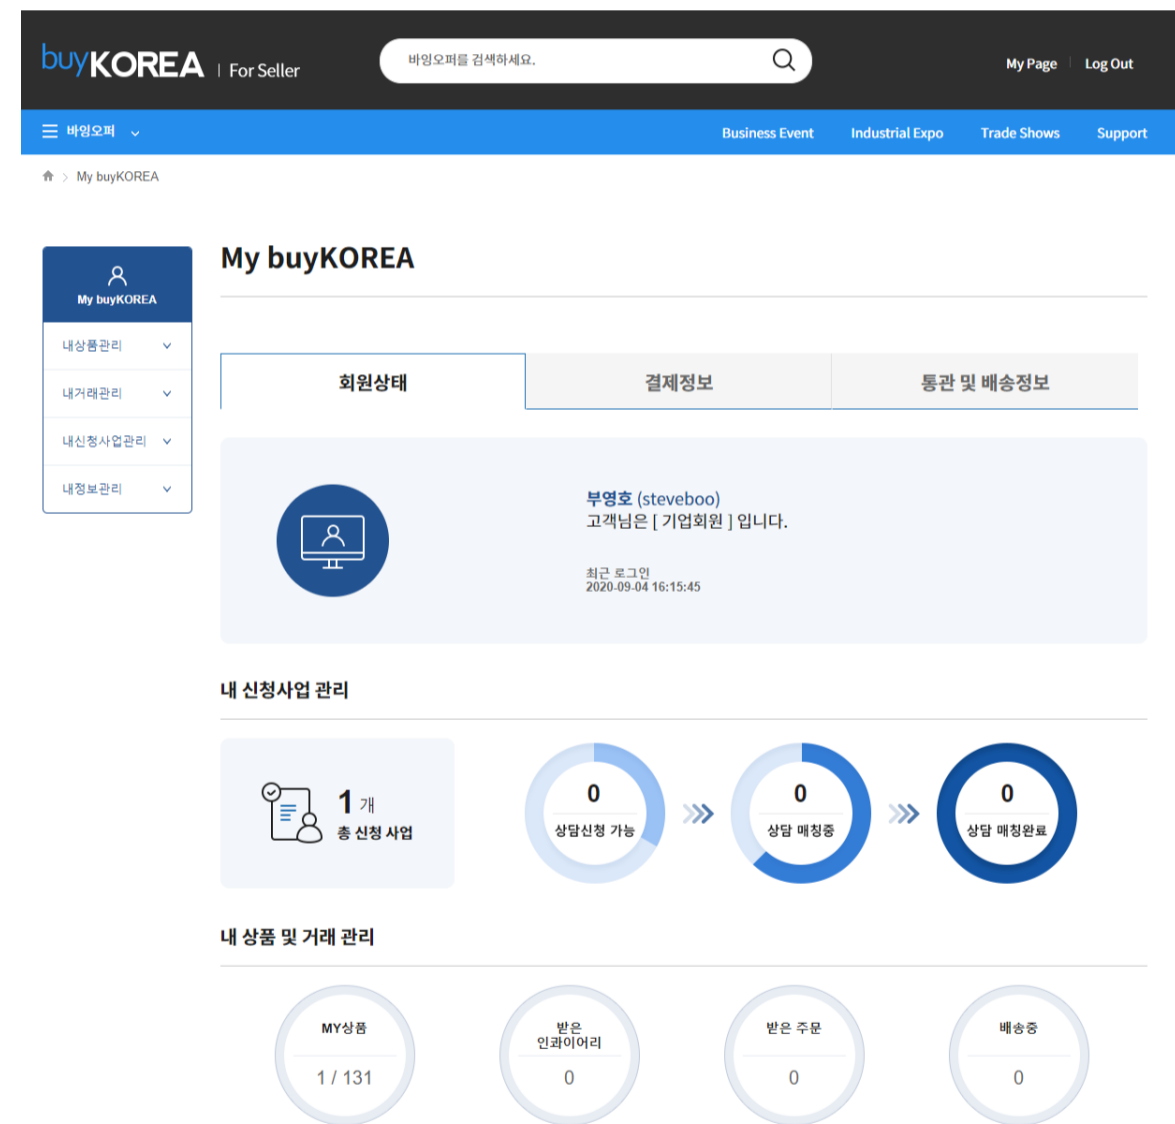 buyKOREA | For Seller
바잉오퍼를 검색하세요.
My Page
Log Out
바잉오퍼
Business Event
Industrial Expo
Trade Shows
Support
> My buyKOREA
My buyKOREA
내상품관리
내거래관리
내신청사업관리
내정보관리
My buyKOREA
회원상태
결제정보
통관 및 배송정보
부영호 (steveboo)
고객님은 [ 기업회원 ] 입니다.
최근 로그인
2020-09-04 16:15:45
내 신청사업 관리
1 개
총 신청 사업
0
상담신청 가능
0
상담 매칭중
0
상담 매칭완료
내 상품 및 거래 관리
MY상품
1 / 131
받은
인콰이어리
0
받은 주문
0
배송중
0